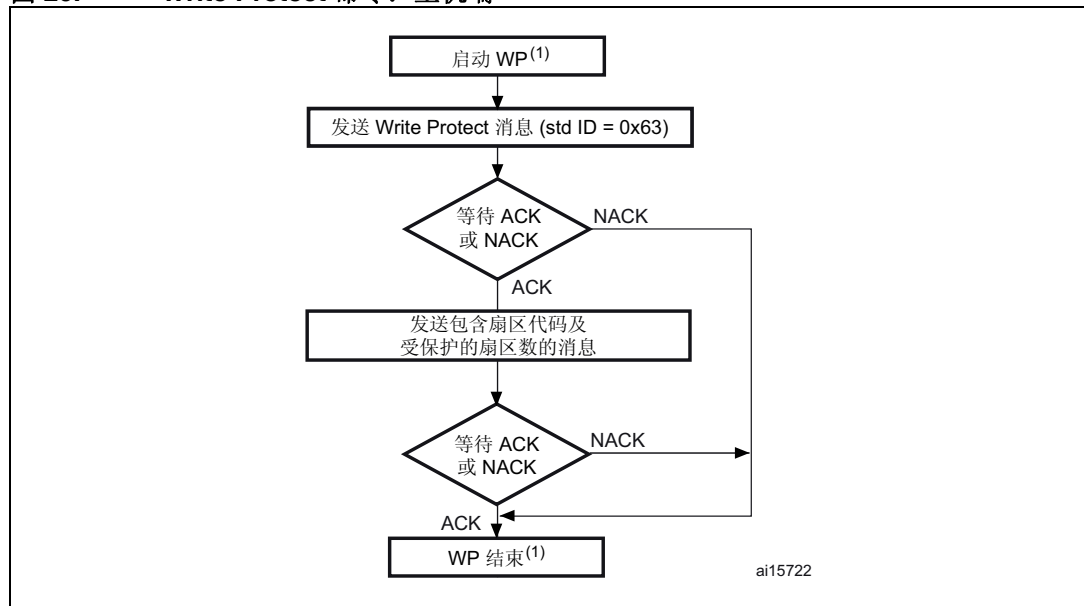 启动 WP(1)
发送 Write Protect 消息 (std ID = 0x63)
等待 ACK
或 NACK
NACK
ACK
发送包含扇区代码及
受保护的扇区数的消息
等待 ACK
或 NACK
NACK
ACK
WP 结束(1)
ai15722